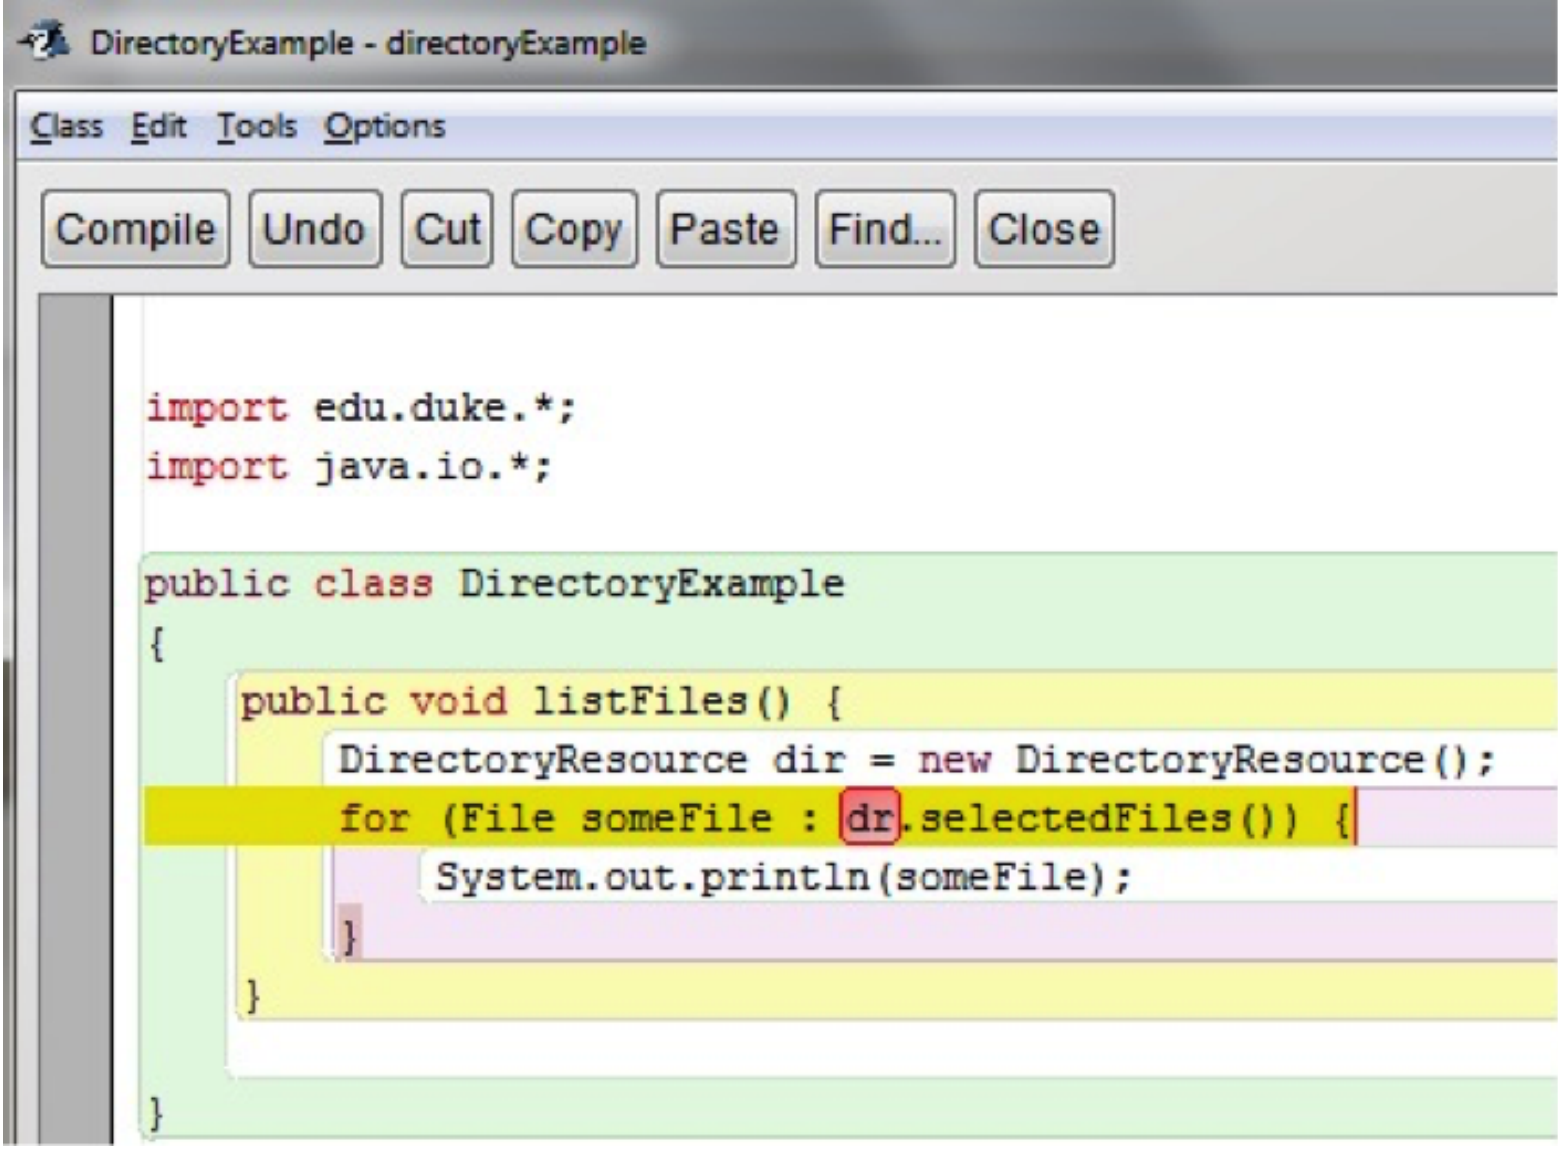 DirectoryExample - directoryExample
Class Edit Tools Options
Compile Undo Cut Copy Paste Find... Close
import edu.duke.*;
import java.io.*;
public class DirectoryExample
{
public void listFiles() {
DirectoryResource dir = new DirectoryResource();
for (File someFile : dr.selectedFiles()) {
System.out.println(someFile);
}
}
}